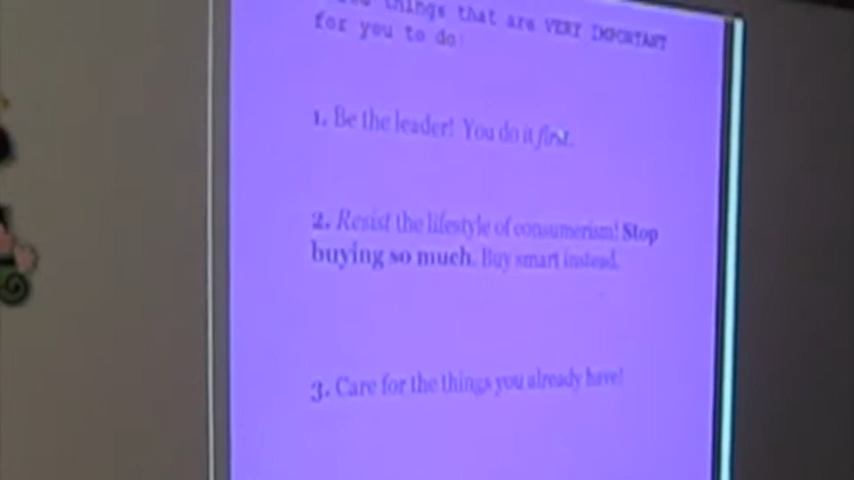 things that are VERY IMPORTANT
for you to do
1. Be the leader! You do it first.
2. Resist the lifestyle of consumerism! Stop
buying so much. Buy smart instead.
3. Care for the things you already have!